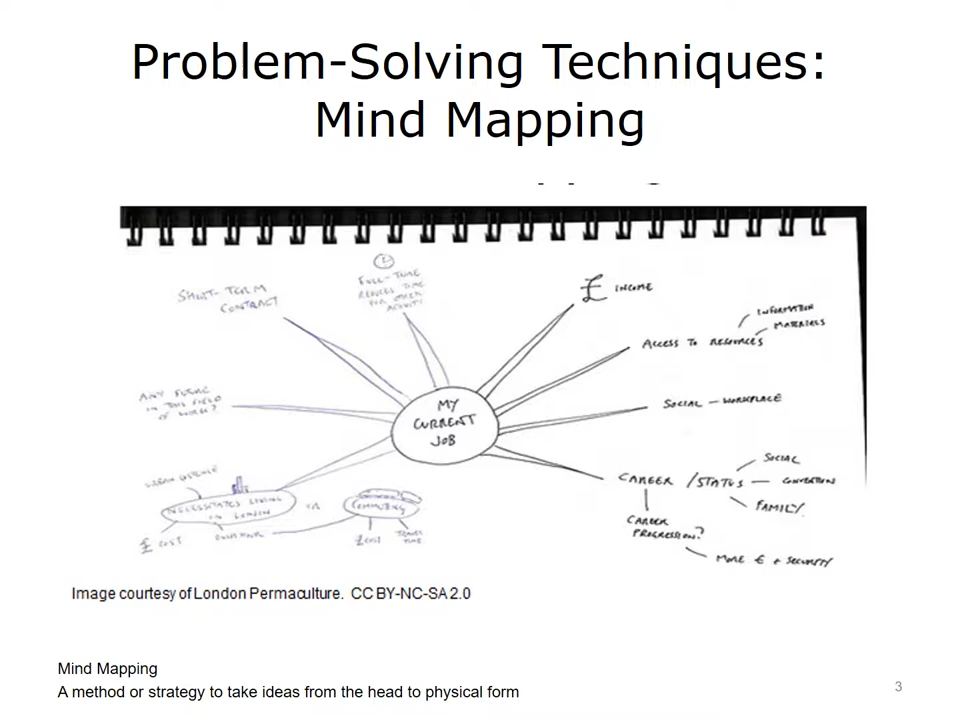 Problem-Solving Techniques:
Mind Mapping
SHORT-TERM
CONTRACT
FULL-TIME
REDUCES TIME
FOR OTHER
£ INCOME
ACCESS TO RESOURCES
INFORMATION
MATERIALS
ANY FUTURE
IN THIS FIELD
OF WORK?
MY
CURRENT
JOB
SOCIAL - WORKPLACE
CAREER / STATUS
SOCIAL
CONVENTION
FAMILY
CAREER
PROGRESSION?
MORE € + SECURITY
NECESSITATES LIVING
IN LONDON
OR
COMMUTING
£ COST
£ COST
TRAVEL
TIME
Image courtesy of London Permaculture. CC BY-NC-SA 2.0
Mind Mapping
A method or strategy to take ideas from the head to physical form
3